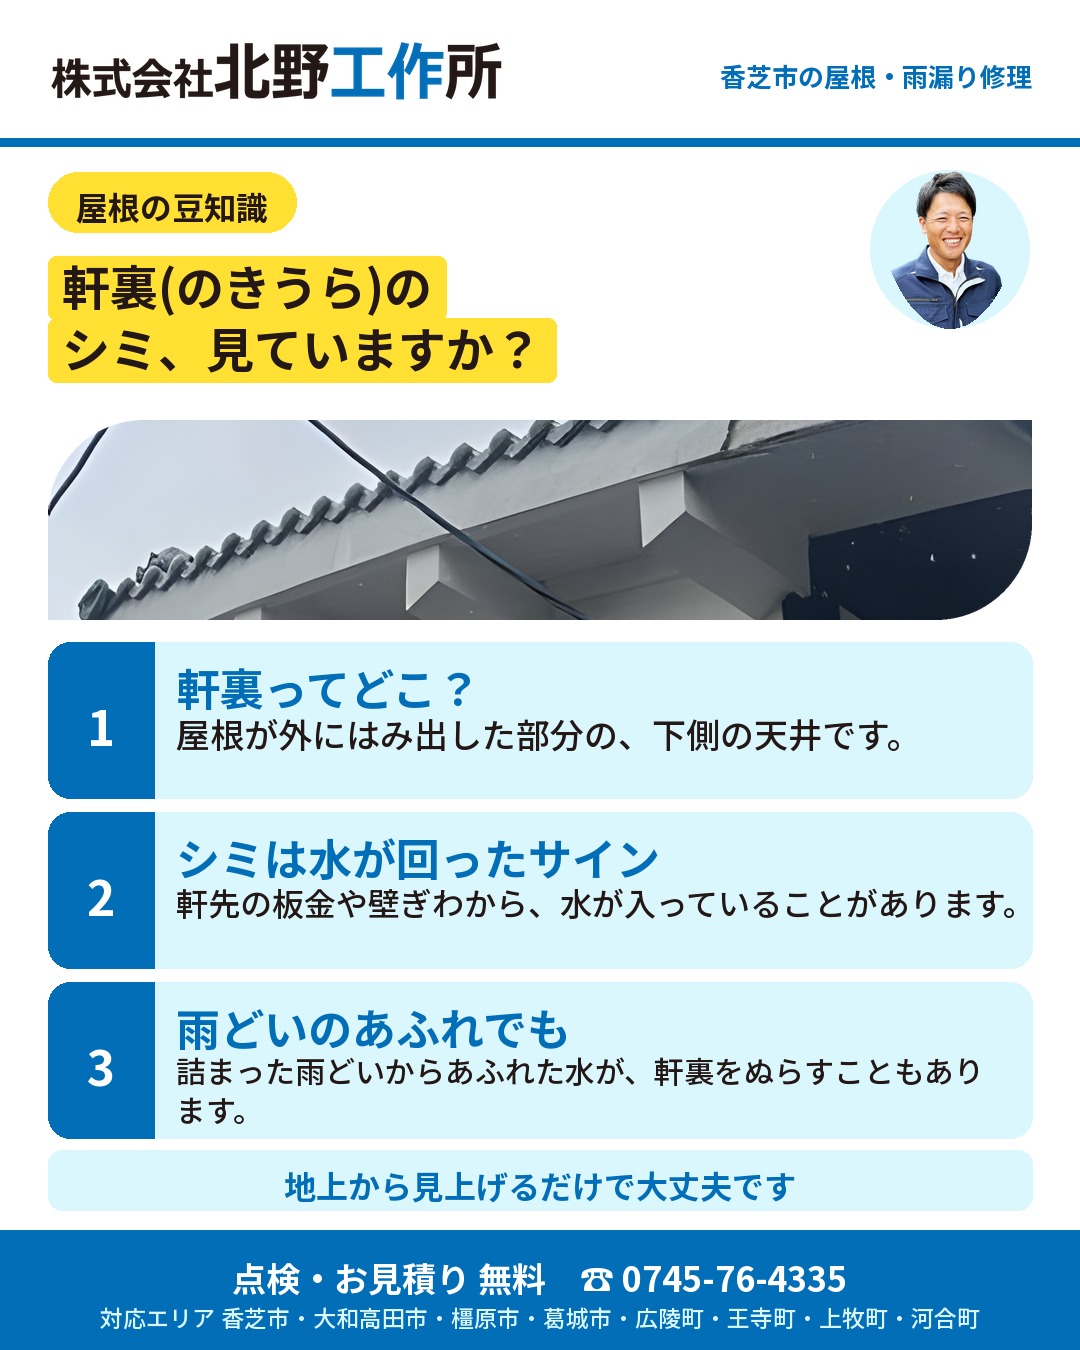 株式会社北野工作所
香芝市の屋根・雨漏り修理
屋根の豆知識
軒裏(のきうら)の
シミ、見ていますか？
1
軒裏ってどこ？
屋根が外にはみ出した部分の、下側の天井です。
2
シミは水が回ったサイン
軒先の板金や壁ぎわから、水が入っていることがあります。
3
雨どいのあふれでも
詰まった雨どいからあふれた水が、軒裏をぬらすこともあり
ます。
地上から見上げるだけで大丈夫です
点検・お見積り 無料　☎ 0745-76-4335
対応エリア 香芝市・大和高田市・橿原市・葛城市・広陵町・王寺町・上牧町・河合町